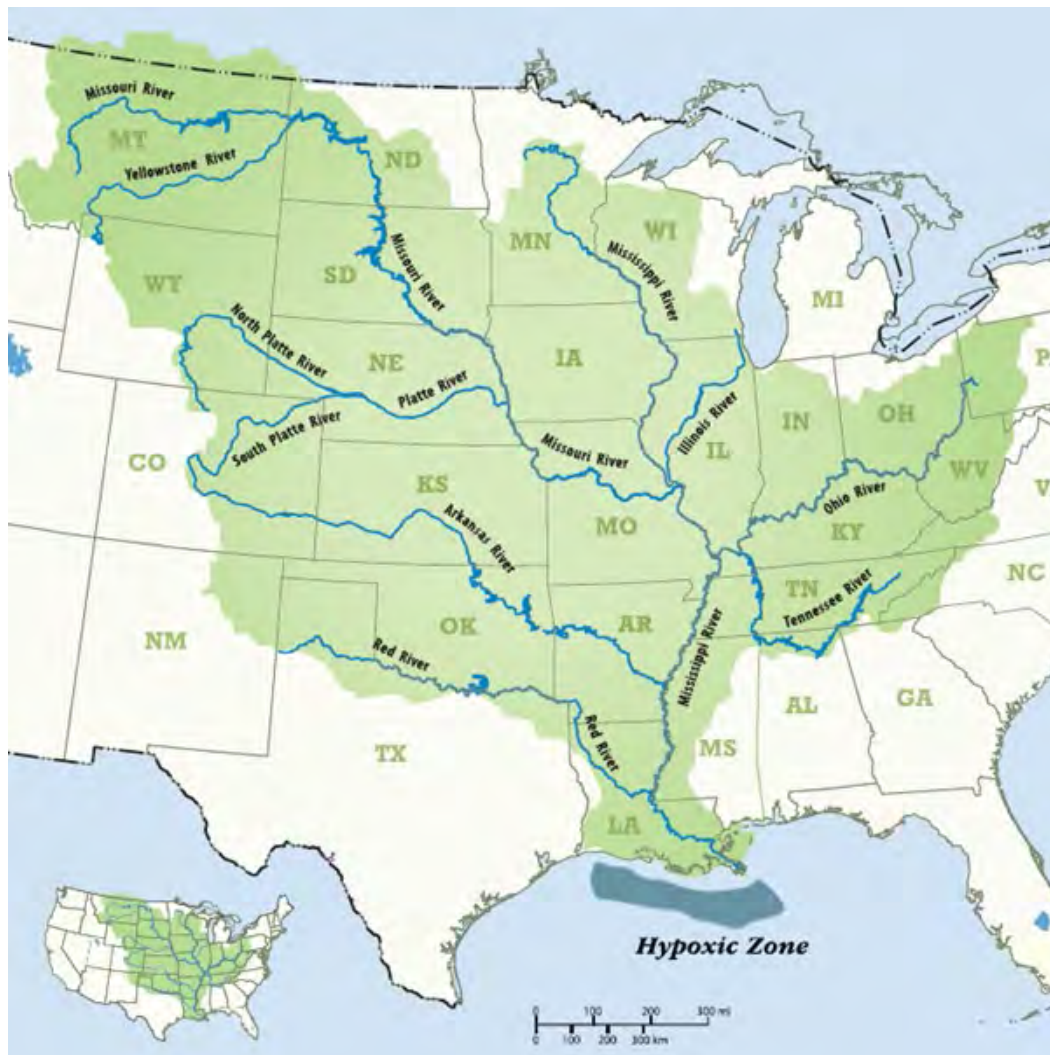 Missouri River
MT
Yellowstone River
ND
MN
WI
Mississippi River
WY
SD
Missouri River
MI
North Platte River
NE
Platte River
IA
South Platte River
CO
Missouri River
Illinois River
IL
IN
OH
P
WV
V
KS
Arkansas River
MO
Ohio River
KY
NC
TN
Tennessee River
NM
OK
AR
Red River
Mississippi River
AL
GA
TX
Red River
MS
LA
Hypoxic Zone
0 100 200 300 mi
0 100 200 300 km